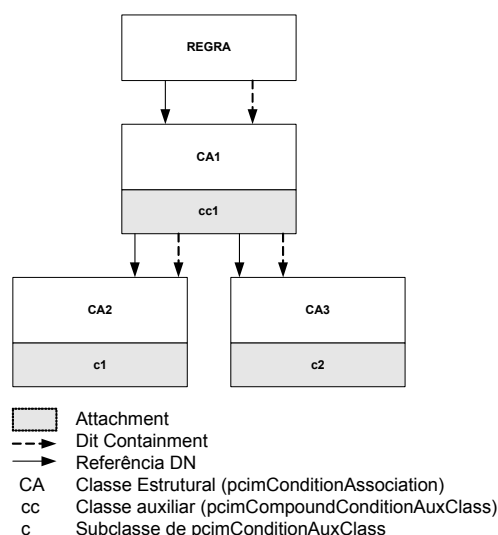 REGRA
CA1
cc1
CA2
CA3
c1
c2
Attachment
Dit Containment
Referência DN
CA Classe Estrutural (pcimConditionAssociation)
cc Classe auxiliar (pcimCompoundConditionAuxClass)
c Subclasse de pcimConditionAuxClass